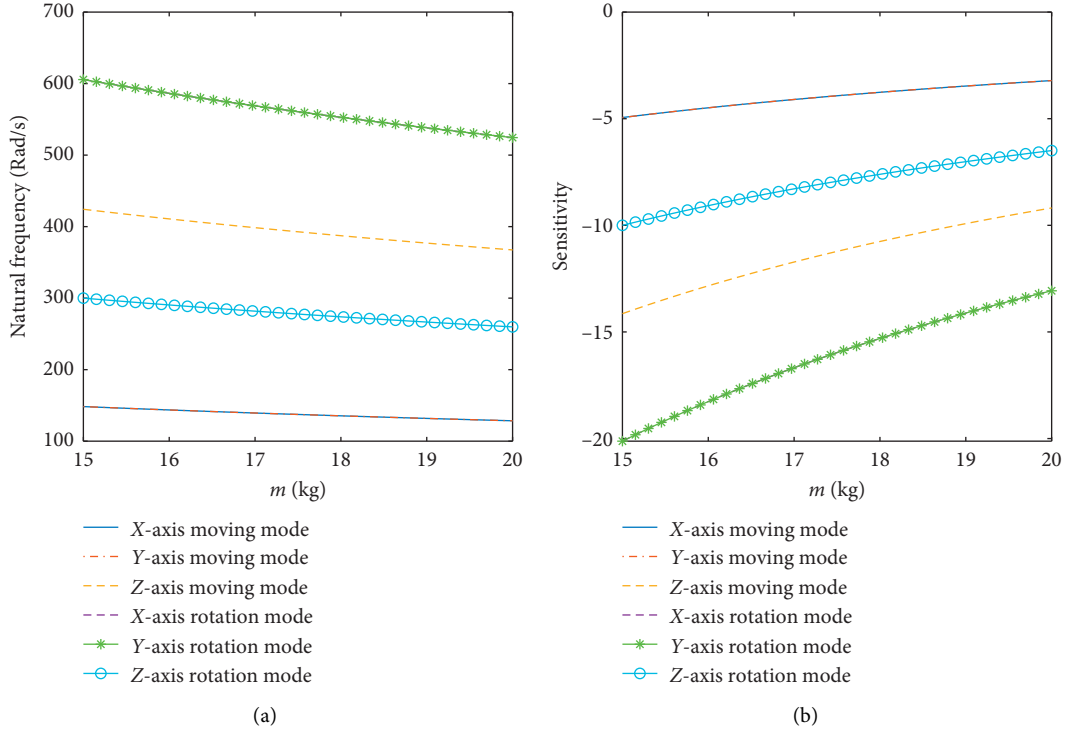 700
600
500
400
300
200
100
Natural frequency (Rad/s)
15 16 17 18 19 20
m (kg)
X-axis moving mode
Y-axis moving mode
Z-axis moving mode
X-axis rotation mode
Y-axis rotation mode
Z-axis rotation mode
(a)
0
−5
−10
−15
−20
Sensitivity
15 16 17 18 19 20
m (kg)
X-axis moving mode
Y-axis moving mode
Z-axis moving mode
X-axis rotation mode
Y-axis rotation mode
Z-axis rotation mode
(b)